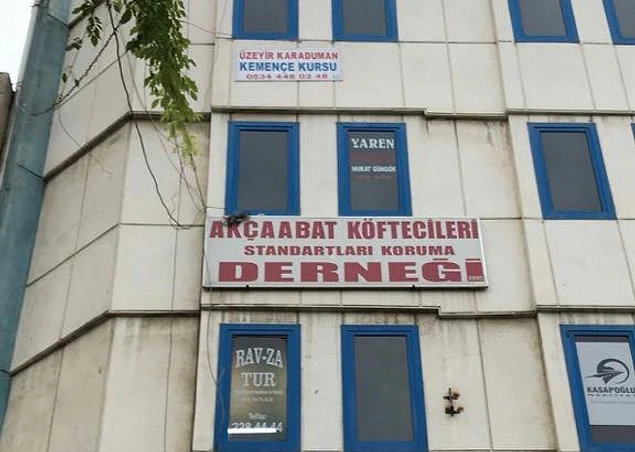 ÜZEYİR KARADUMAN
KEMENÇE KURSU
0534 448 02 48
YAREN
MURAT GÜNGÖR
AKÇAABAT KÖFTECİLERİ
STANDARTLARI KORUMA
DERNEĞİ
RAV-ZA
TUR
228 44 44
KASAPOĞLU